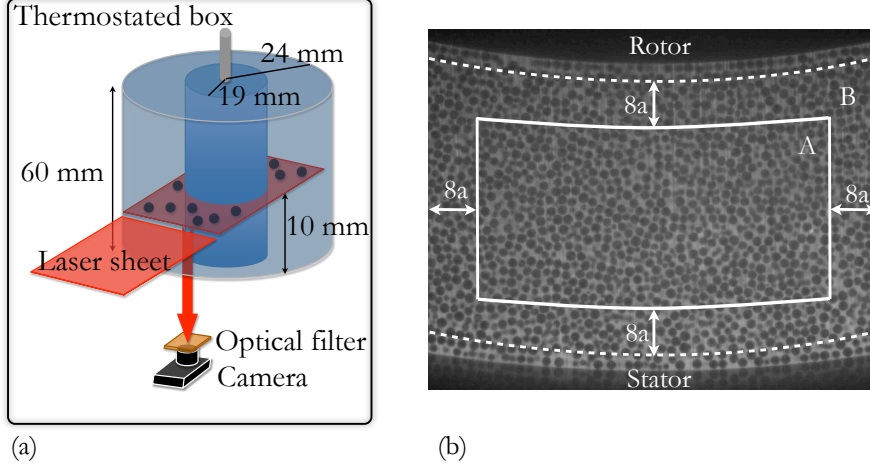 Thermostated box
24 mm
19 mm
60 mm
10 mm
Laser sheet
Optical filter
Camera
(a)
Rotor
B
8a
A
8a
8a
8a
Stator
(b)